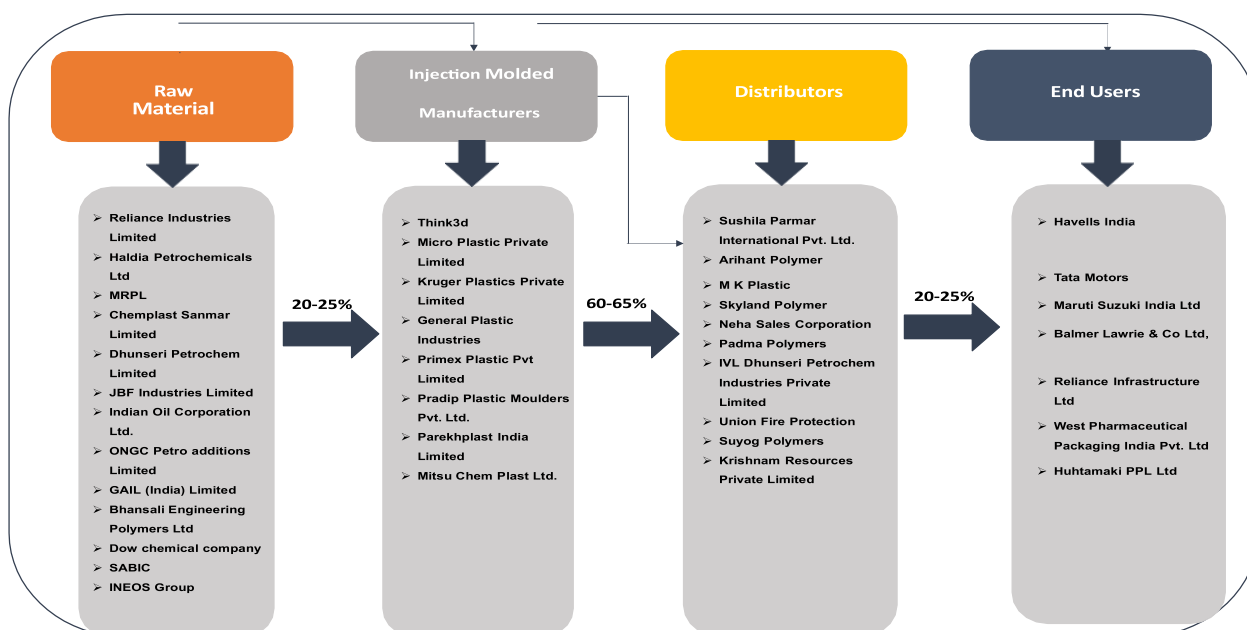 Raw
Material
Injection Molded
Manufacturers
Distributors
End Users
➢ Reliance Industries
Limited
➢ Haldia Petrochemicals
Ltd
➢ MRPL
➢ Chemplast Sanmar
Limited
➢ Dhunseri Petrochem
Limited
➢ JBF Industries Limited
➢ Indian Oil Corporation
Ltd.
➢ ONGC Petro additions
Limited
➢ GAIL (India) Limited
➢ Bhansali Engineering
Polymers Ltd
➢ Dow chemical company
➢ SABIC
➢ INEOS Group
20-25%
➢ Think3d
➢ Micro Plastic Private
Limited
➢ Kruger Plastics Private
Limited
➢ General Plastic
Industries
➢ Primex Plastic Pvt
Limited
➢ Pradip Plastic Moulders
Pvt. Ltd.
➢ Parekhplast India
Limited
➢ Mitsu Chem Plast Ltd.
60-65%
➢ Sushila Parmar
International Pvt. Ltd.
➢ Arihant Polymer
➢ M K Plastic
➢ Skyland Polymer
➢ Neha Sales Corporation
➢ Padma Polymers
➢ IVL Dhunseri Petrochem
Industries Private
Limited
➢ Union Fire Protection
➢ Suyog Polymers
➢ Krishnam Resources
Private Limited
20-25%
➢ Havells India
➢ Tata Motors
➢ Maruti Suzuki India Ltd
➢ Balmer Lawrie & Co Ltd,
➢ Reliance Infrastructure
Ltd
➢ West Pharmaceutical
Packaging India Pvt. Ltd
➢ Huhtamaki PPL Ltd